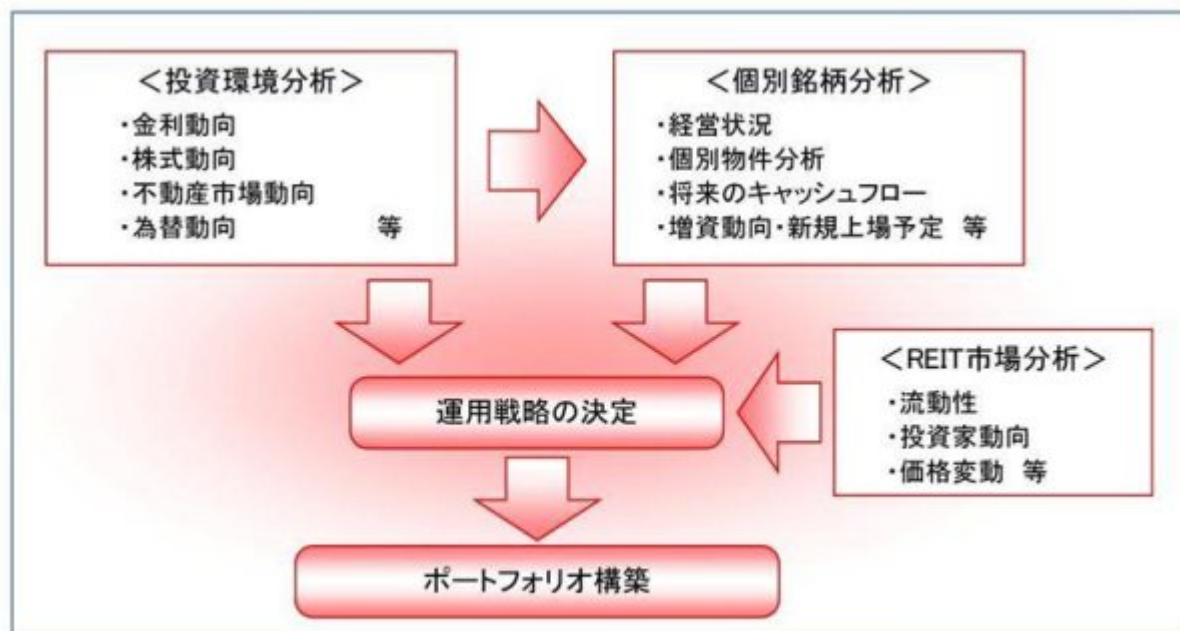 ＜投資環境分析＞
・金利動向
・株式動向
・不動産市場動向
・為替動向　　　　　等
＜個別銘柄分析＞
・経営状況
・個別物件分析
・将来のキャッシュフロー
・増資動向・新規上場予定　等
＜REIT市場分析＞
・流動性
・投資家動向
・価格変動　等
運用戦略の決定
ポートフォリオ構築